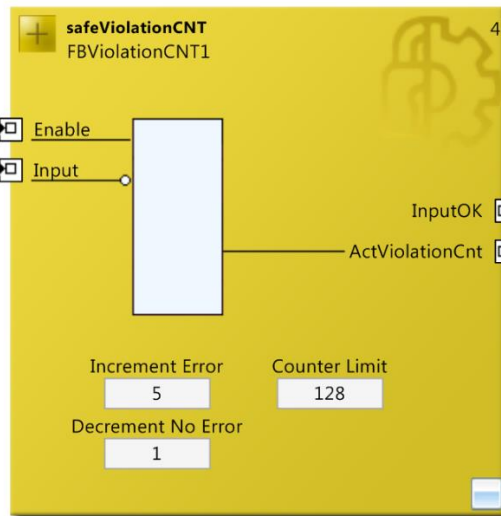 safeViolationCNT
FBViolationCNT1
4
Enable
Input
InputOK
ActViolationCnt
Increment Error
Counter Limit
5
128
Decrement No Error
1